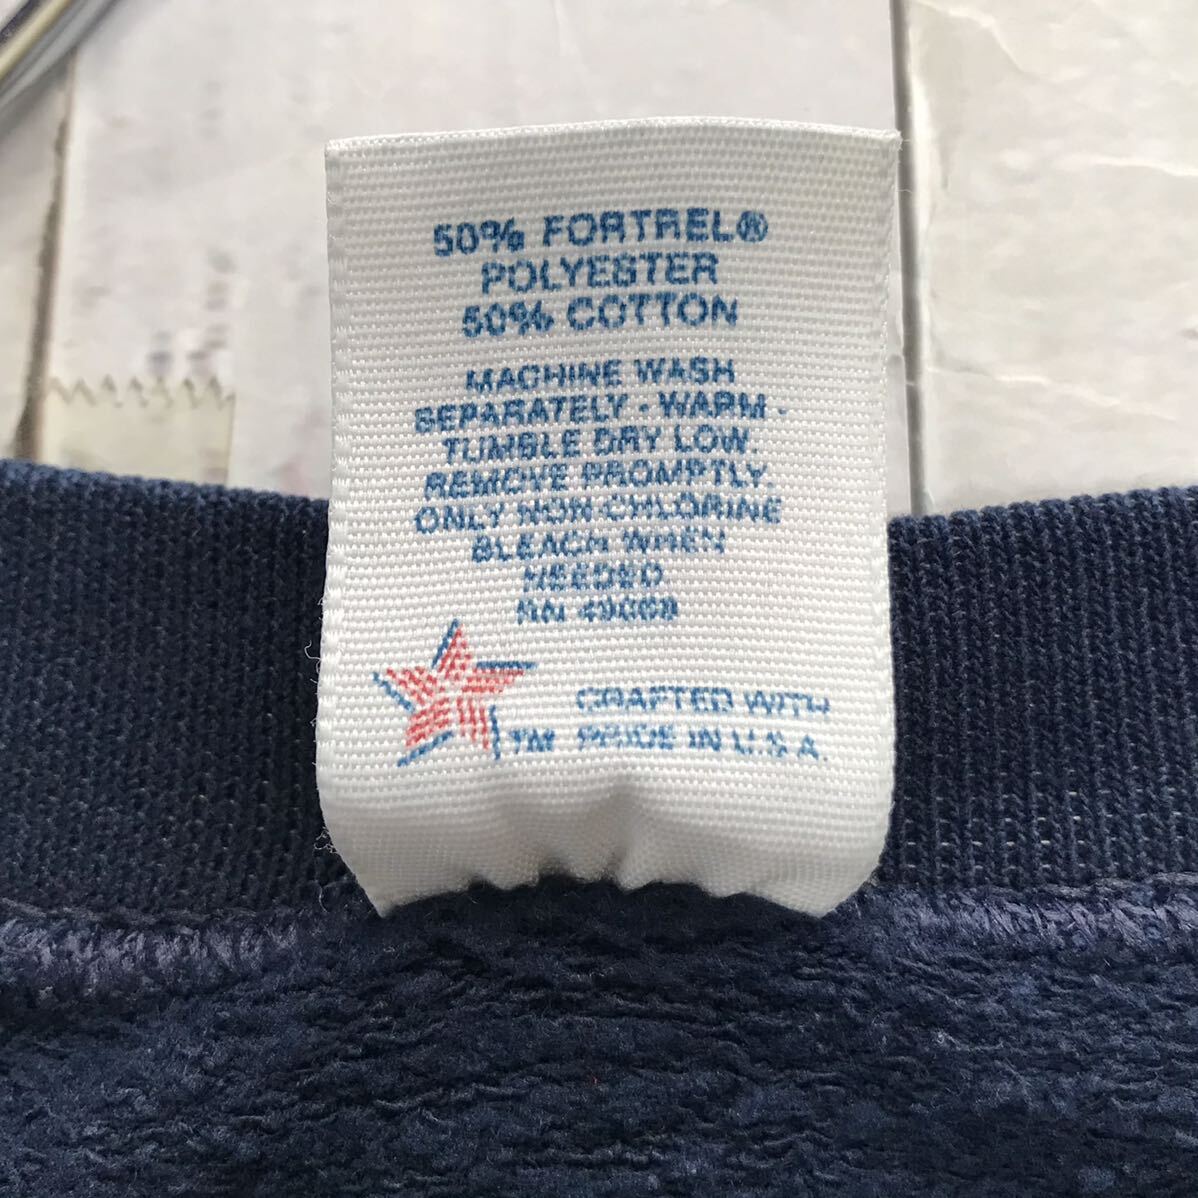 50% FORTREL®
POLYESTER
50% COTTON
MACHINE WASH
SEPARATELY - WARM -
TUMBLE DRY LOW.
REMOVE PROMPTLY.
ONLY NON-CHLORINE
BLEACH WHEN
NEEDED
RN
CRAFTED WITH
TM PRIDE IN U.S.A.